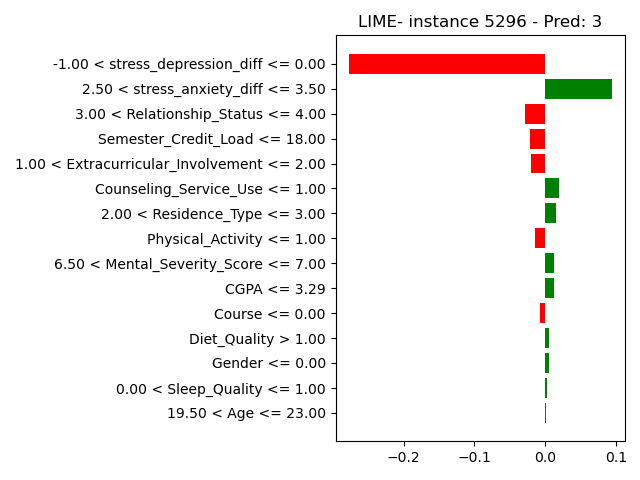 LIME- instance 5296 - Pred: 3
-1.00 < stress_depression_diff <= 0.00
2.50 < stress_anxiety_diff <= 3.50
3.00 < Relationship_Status <= 4.00
Semester_Credit_Load <= 18.00
1.00 < Extracurricular_Involvement <= 2.00
Counseling_Service_Use <= 1.00
2.00 < Residence_Type <= 3.00
Physical_Activity <= 1.00
6.50 < Mental_Severity_Score <= 7.00
CGPA <= 3.29
Course <= 0.00
Diet_Quality > 1.00
Gender <= 0.00
0.00 < Sleep_Quality <= 1.00
19.50 < Age <= 23.00
−0.2 −0.1 0.0 0.1